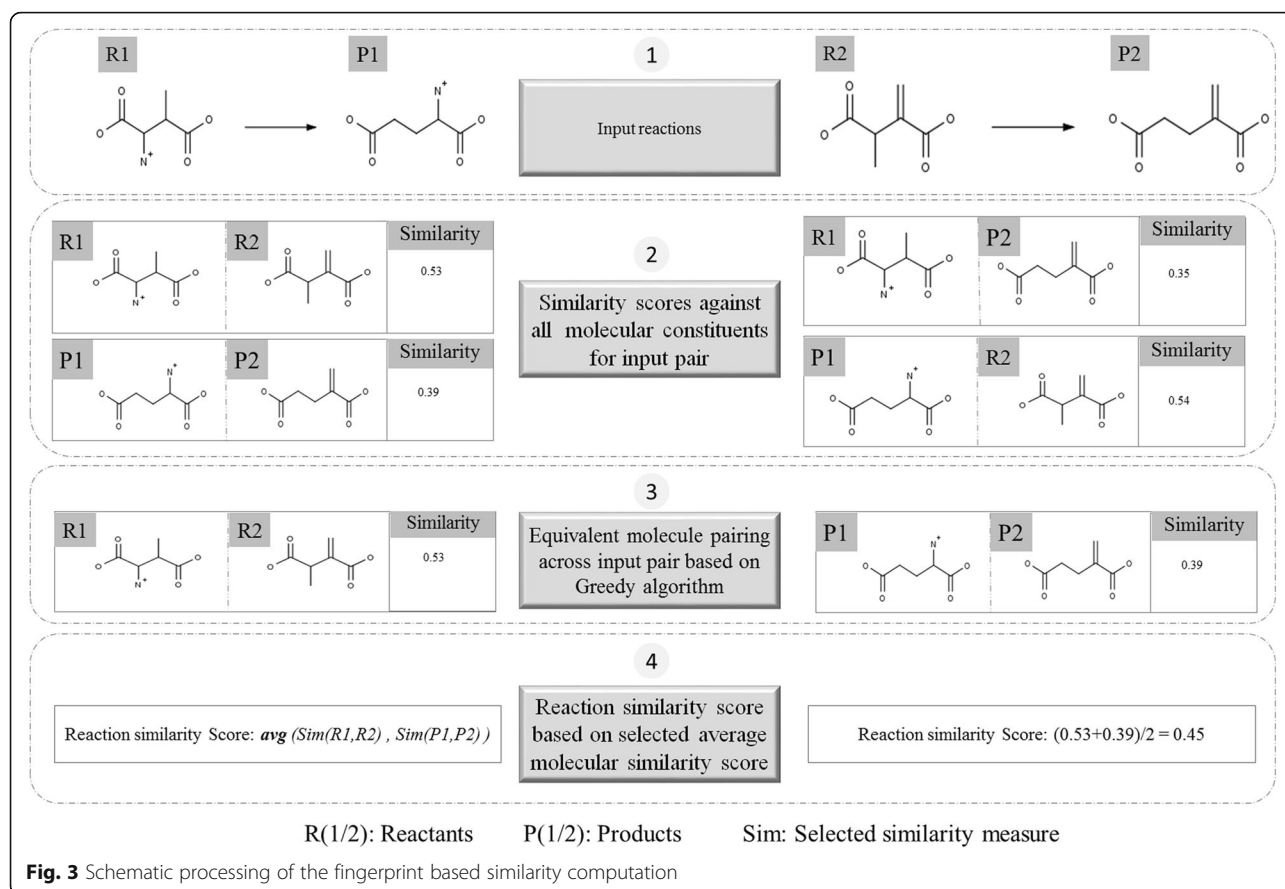 R1
P1
1
R2
P2
Input reactions
O
O
O
O
N+
N+
O
O
O
O
O
O
O
O
O
O
O
O
R1
R2
Similarity
0.53
O
O
O
O
N+
O
O
O
O
P1
P2
Similarity
0.39
N+
O
O
O
O
O
O
O
O
2
Similarity scores against
all molecular constituents
for input pair
R1
P2
Similarity
0.35
O
O
O
O
N+
O
O
O
O
P1
R2
Similarity
0.54
N+
O
O
O
O
O
O
O
O
3
R1
R2
Similarity
0.53
O
O
O
O
N+
O
O
O
O
Equivalent molecule pairing
across input pair based on
Greedy algorithm
P1
P2
Similarity
0.39
N+
O
O
O
O
O
O
O
O
4
Reaction similarity Score: avg (Sim(R1,R2) , Sim(P1,P2) )
Reaction similarity score
based on selected average
molecular similarity score
Reaction similarity Score: (0.53+0.39)/2 = 0.45
R(1/2): Reactants P(1/2): Products Sim: Selected similarity measure
Fig. 3 Schematic processing of the fingerprint based similarity computation